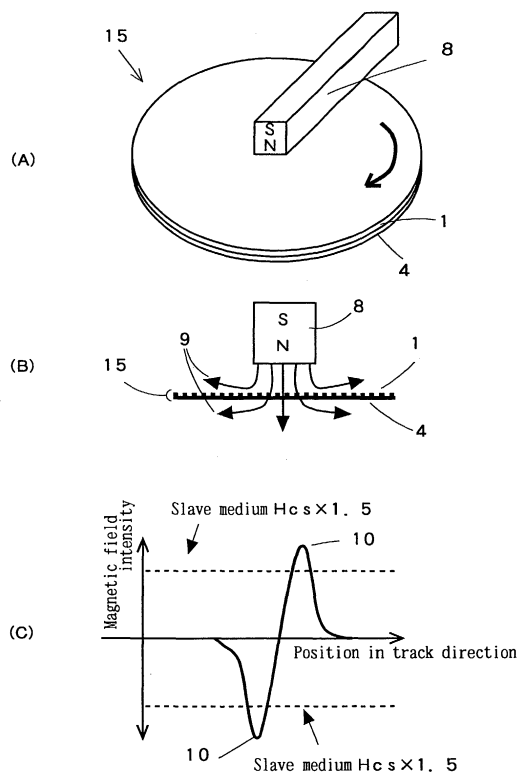 15
8
S
N
(A)
1
4
8
S
N
9
1
(B)
15
4
Slave medium Hcs×1. 5
10
Magnetic field
intensity
(C)
Position in track direction
10
Slave medium Hcs×1. 5